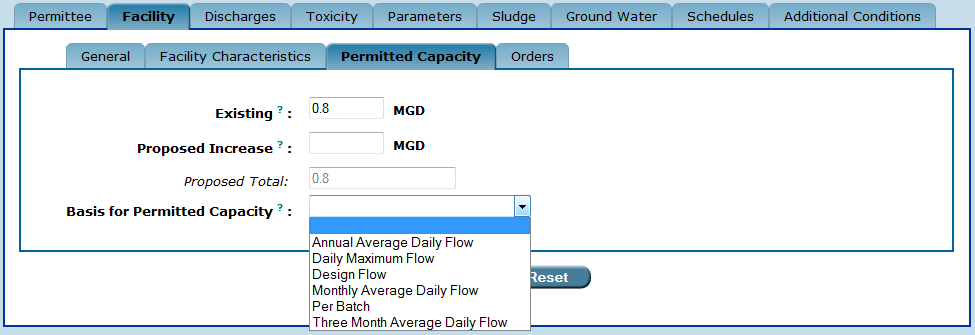 Permittee Facility Discharges Toxicity Parameters Sludge Ground Water Schedules Additional Conditions
General Facility Characteristics Permitted Capacity Orders
Existing ? : 0.8 MGD
Proposed Increase ? : MGD
Proposed Total: 0.8
Basis for Permitted Capacity ? :
Annual Average Daily Flow
Daily Maximum Flow
Design Flow
Reset
Monthly Average Daily Flow
Per Batch
Three Month Average Daily Flow